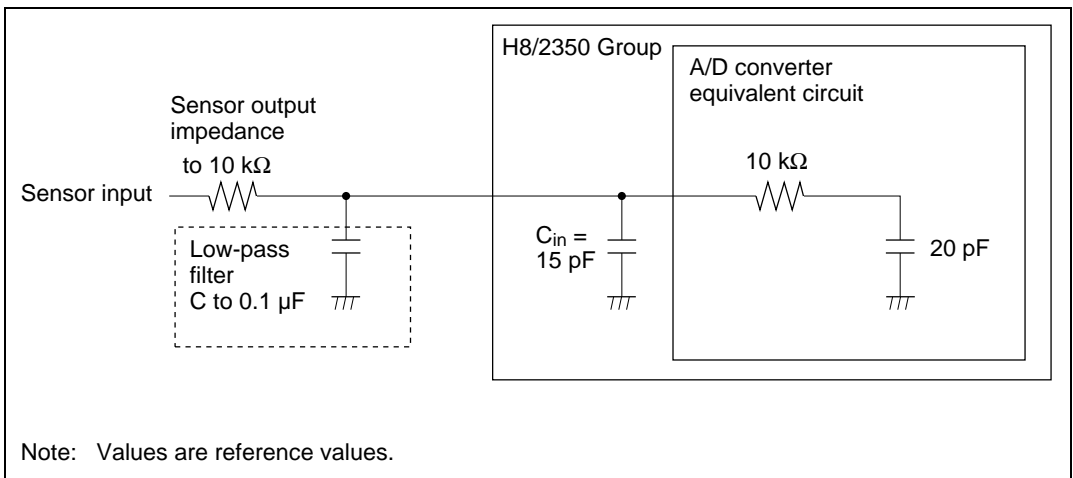 H8/2350 Group
A/D converter
equivalent circuit
Sensor output
impedance
to 10 kΩ
10 kΩ
Sensor input
Low-pass
filter
C to 0.1 µF
Cin =
15 pF
20 pF
Note: Values are reference values.